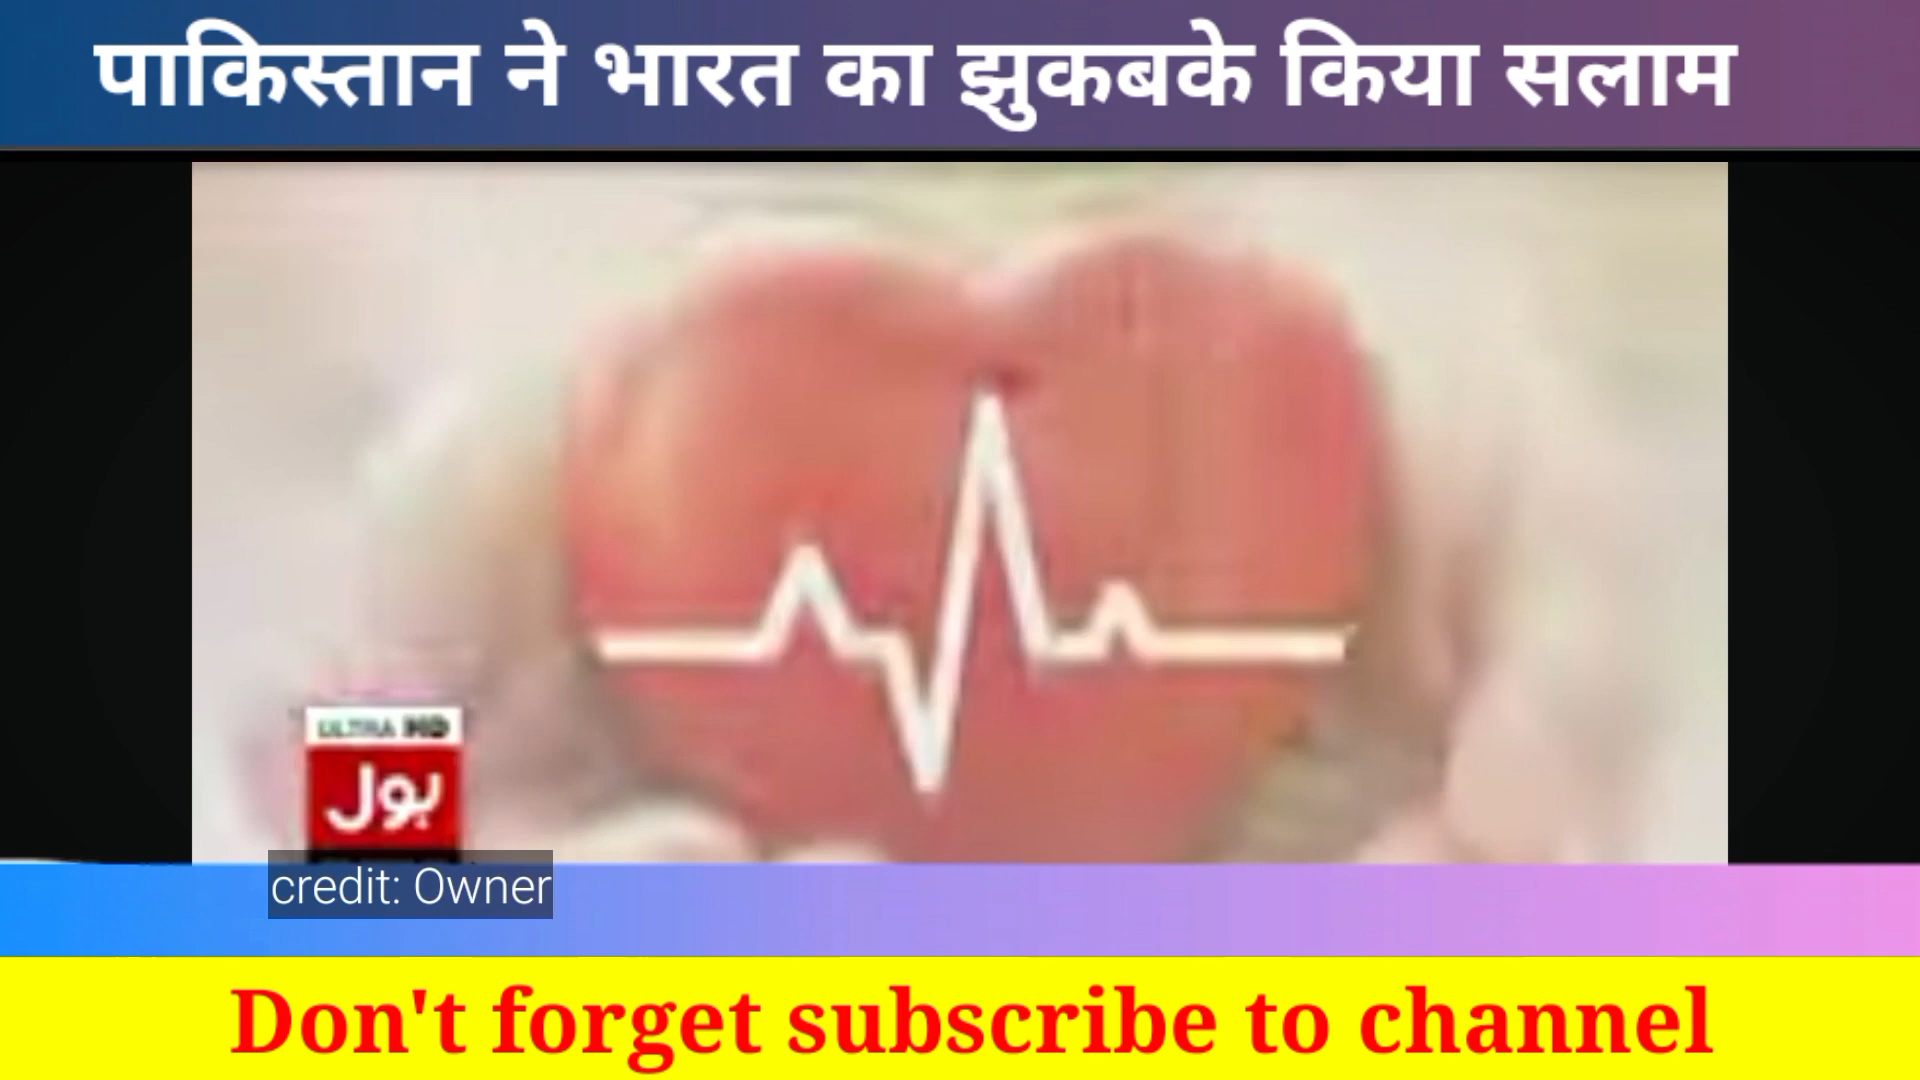 पाकिस्तान ने भारत का झुकबके किया सलाम
ULTRA HD
بول
credit: Owner
Don't forget subscribe to channel